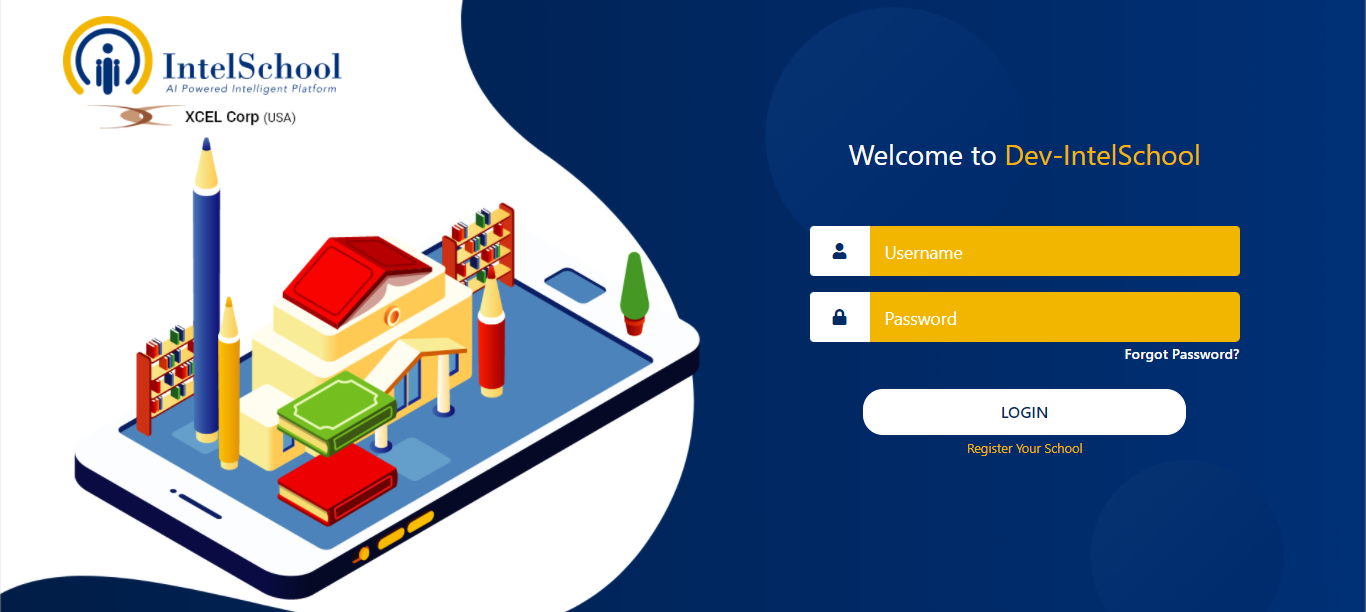 IntelSchool
AI Powered Intelligent Platform
XCEL Corp (USA)
Welcome to Dev-IntelSchool
Username
Password
Forgot Password?
LOGIN
Register Your School